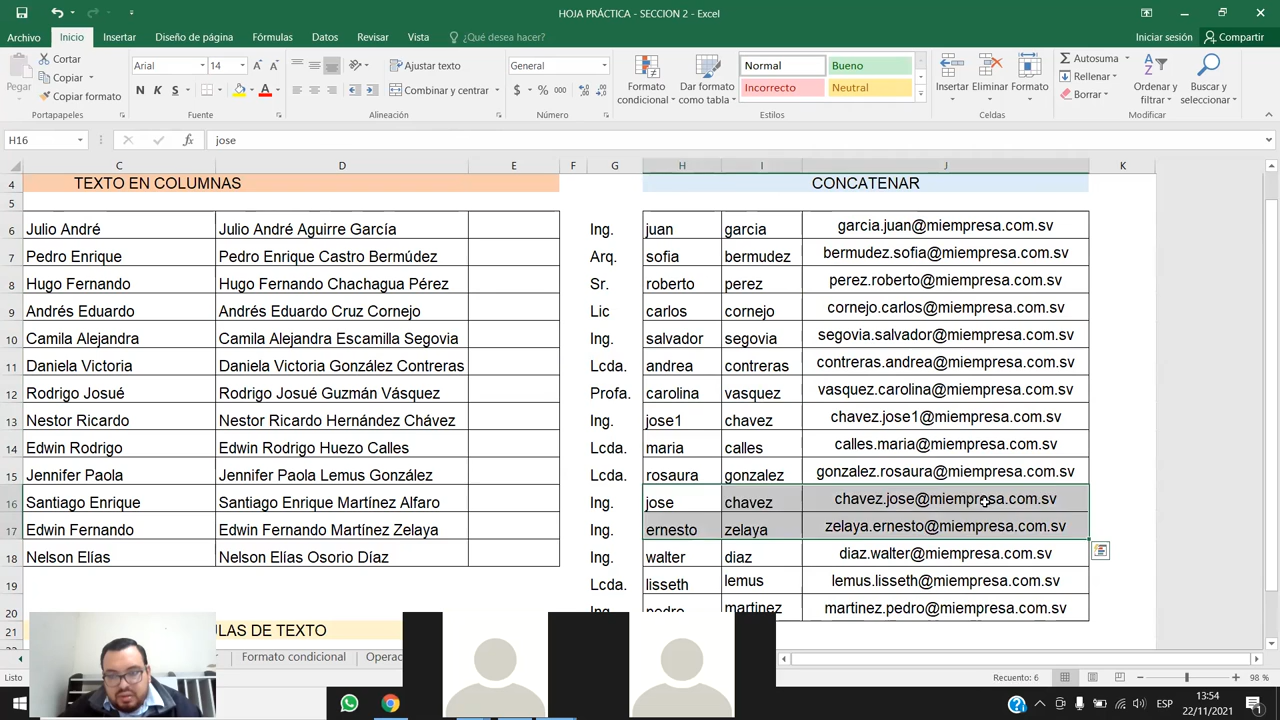 HOJA PRÁCTICA - SECCION 2 - Excel
Archivo Inicio Insertar Diseño de página Fórmulas Datos Revisar Vista ¿Qué desea hacer? Iniciar sesión Compartir
Pegar
Cortar
Copiar
Copiar formato
Portapapeles
Arial 14
N K S
Fuente
Ajustar texto
Combinar y centrar
Alineación
General
$ % 000
Número
Formato condicional
Dar formato como tabla
Normal Bueno
Incorrecto Neutral
Estilos
Insertar Eliminar Formato
Celdas
Autosuma
Rellenar
Borrar
Ordenar y filtrar
Buscar y seleccionar
Modificar
H16 fx jose
C D E F G H I J K
4 TEXTO EN COLUMNAS CONCATENAR
5
6 Julio André Julio André Aguirre García Ing. juan garcia garcia.juan@miempresa.com.sv
7 Pedro Enrique Pedro Enrique Castro Bermúdez Arq. sofia bermudez bermudez.sofia@miempresa.com.sv
8 Hugo Fernando Hugo Fernando Chachagua Pérez Sr. roberto perez perez.roberto@miempresa.com.sv
9 Andrés Eduardo Andrés Eduardo Cruz Cornejo Lic carlos cornejo cornejo.carlos@miempresa.com.sv
10 Camila Alejandra Camila Alejandra Escamilla Segovia Ing. salvador segovia segovia.salvador@miempresa.com.sv
11 Daniela Victoria Daniela Victoria González Contreras Lcda. andrea contreras contreras.andrea@miempresa.com.sv
12 Rodrigo Josué Rodrigo Josué Guzmán Vásquez Profa. carolina vasquez vasquez.carolina@miempresa.com.sv
13 Nestor Ricardo Nestor Ricardo Hernández Chávez Ing. jose1 chavez chavez.jose1@miempresa.com.sv
14 Edwin Rodrigo Edwin Rodrigo Huezo Calles Lcda. maria calles calles.maria@miempresa.com.sv
15 Jennifer Paola Jennifer Paola Lemus González Lcda. rosaura gonzalez gonzalez.rosaura@miempresa.com.sv
16 Santiago Enrique Santiago Enrique Martínez Alfaro Ing. jose chavez chavez.jose@miempresa.com.sv
17 Edwin Fernando Edwin Fernando Martínez Zelaya Ing. ernesto zelaya zelaya.ernesto@miempresa.com.sv
18 Nelson Elías Nelson Elías Osorio Díaz Ing. walter diaz diaz.walter@miempresa.com.sv
19 Lcda. lisseth lemus lemus.lisseth@miempresa.com.sv
20 Ing. pedro martinez martinez.pedro@miempresa.com.sv
21 ULAS DE TEXTO
Formato condicional Operac
Listo Recuento: 6 98 %
ESP 13:54
22/11/2021